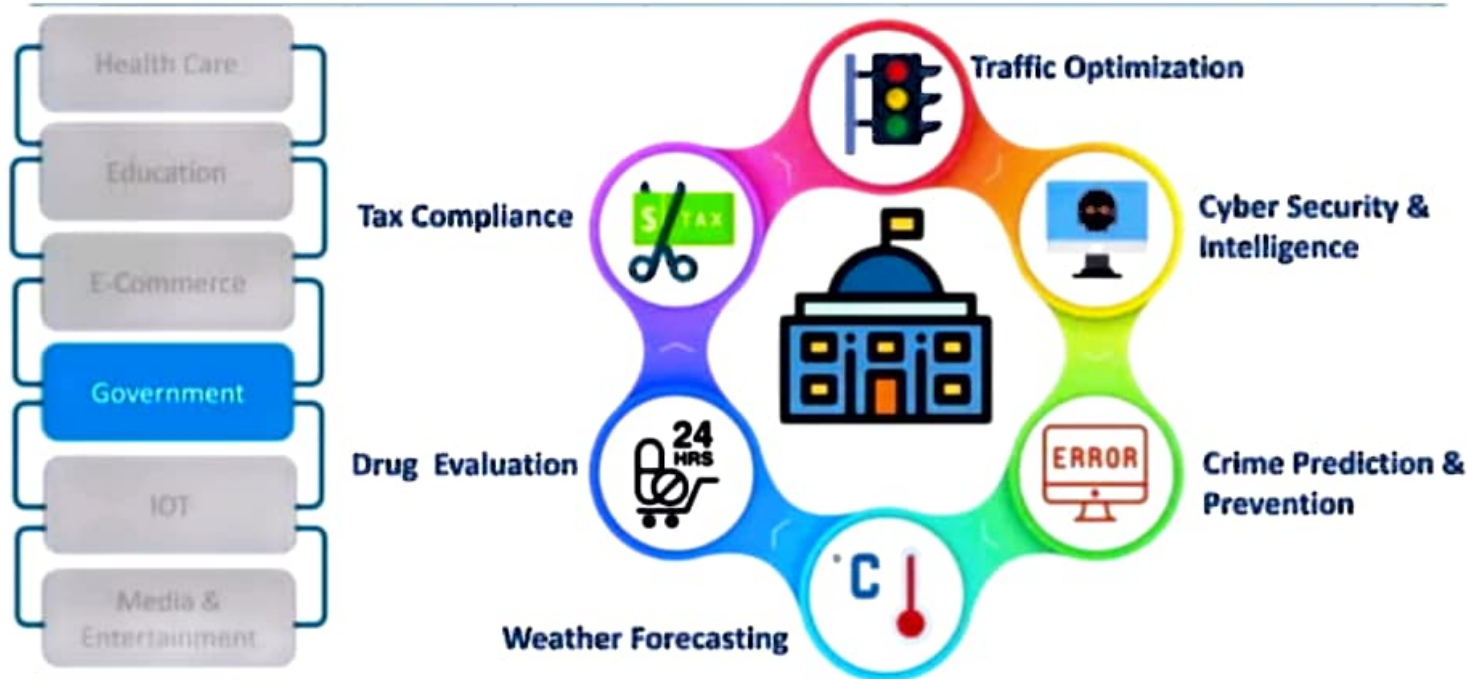 Health Care
Education
E-Commerce
Government
IOT
Media &
Entertainment
Traffic Optimization
Cyber Security &
Intelligence
Crime Prediction &
Prevention
Weather Forecasting
Drug Evaluation
Tax Compliance
$ TAX
ERROR
° C
24
HRS